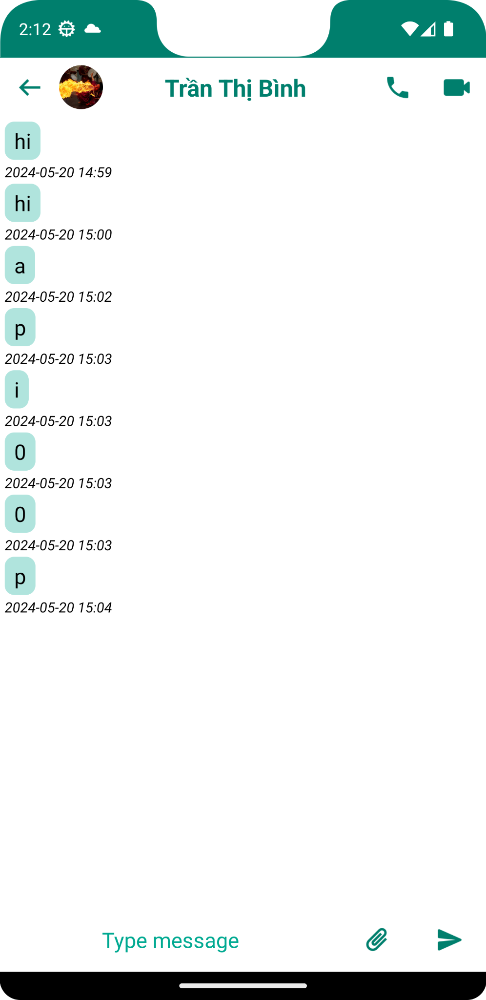 2:12
Trần Thị Bình
hi
2024-05-20 14:59
hi
2024-05-20 15:00
a
2024-05-20 15:02
p
2024-05-20 15:03
i
2024-05-20 15:03
0
2024-05-20 15:03
0
2024-05-20 15:03
p
2024-05-20 15:04
Type message